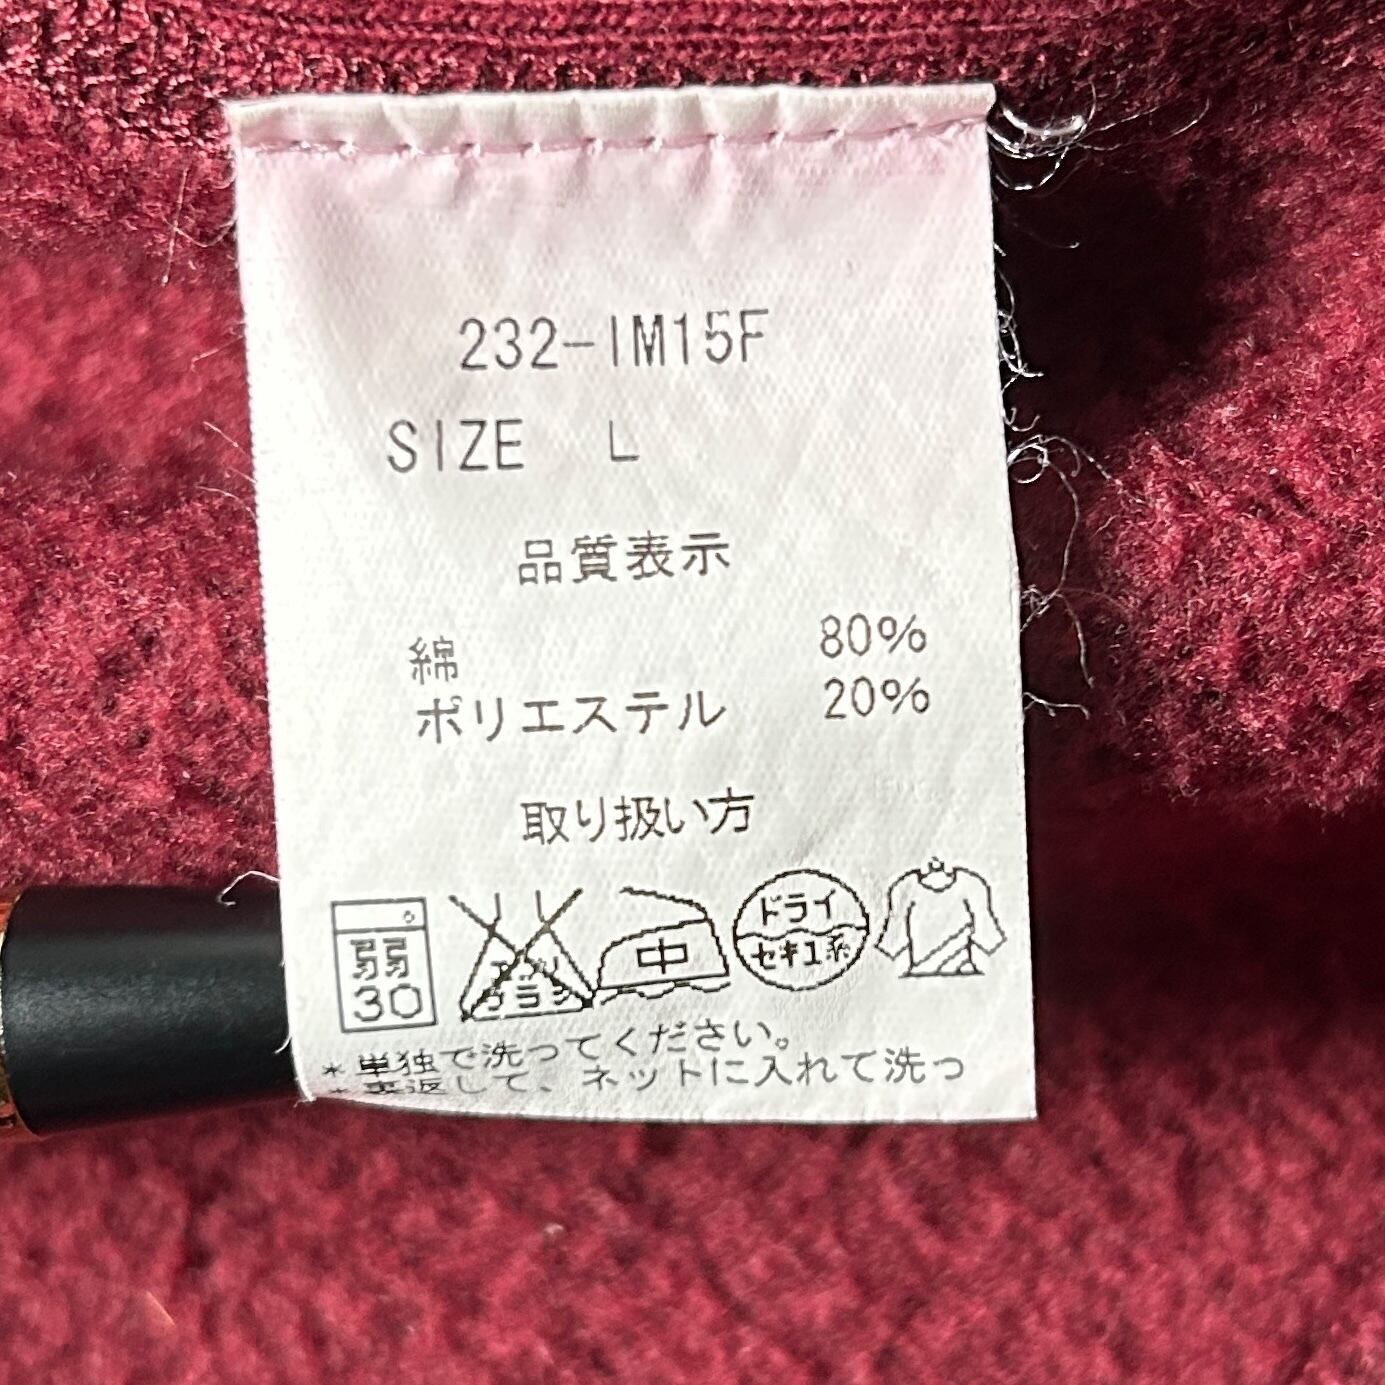 232-IM15F
SIZE L
品質表示
綿 80%
ポリエステル 20%
取り扱い方
弱
30
中
ドライ
セキユ系
*単独で洗ってください。
*裏返して、ネットに入れて洗っ